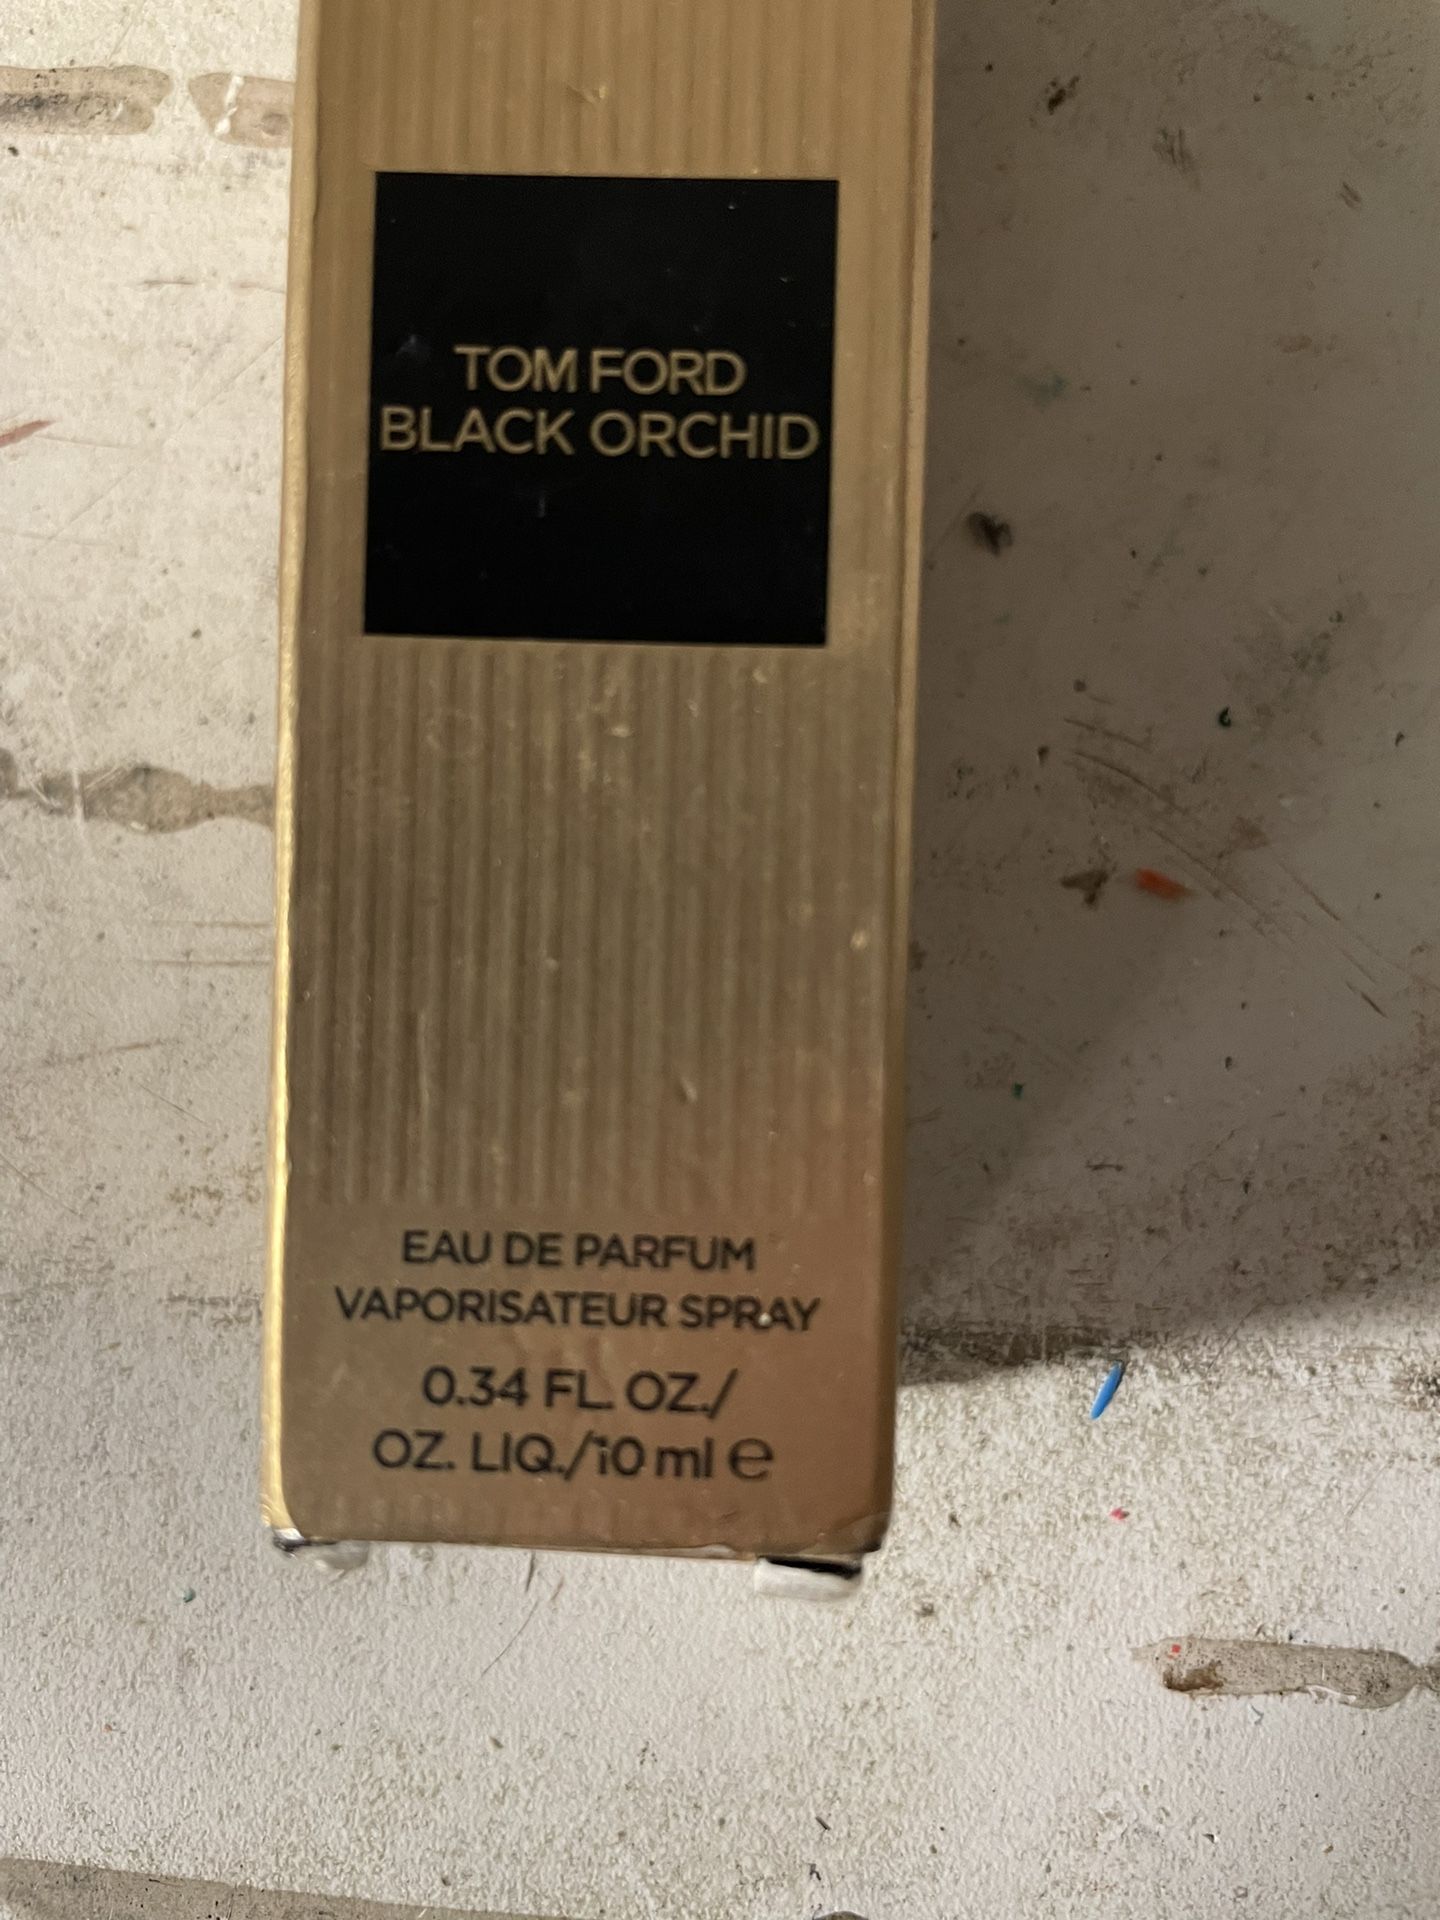 TOM FORD
BLACK ORCHID
EAU DE PARFUM
VAPORISATEUR SPRAY
0.34 FL. OZ./
OZ. LIQ./10 ml ℮